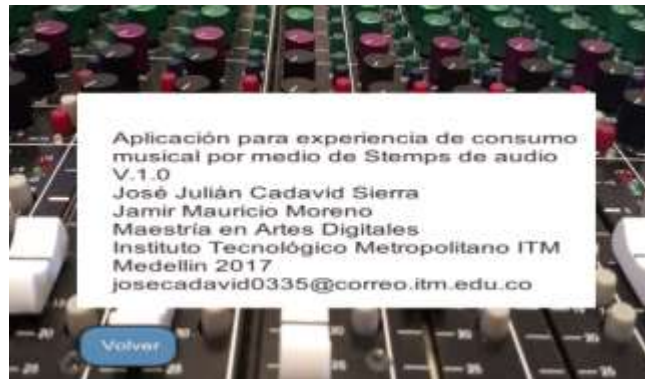 Aplicación para experiencia de consumo
musical por medio de Stemps de audio
V.1.0
José Julián Cadavid Sierra
Jamir Mauricio Moreno
Maestría en Artes Digitales
Instituto Tecnológico Metropolitano ITM
Medellin 2017
josecadavid0335@correo.itm.edu.co
Volver